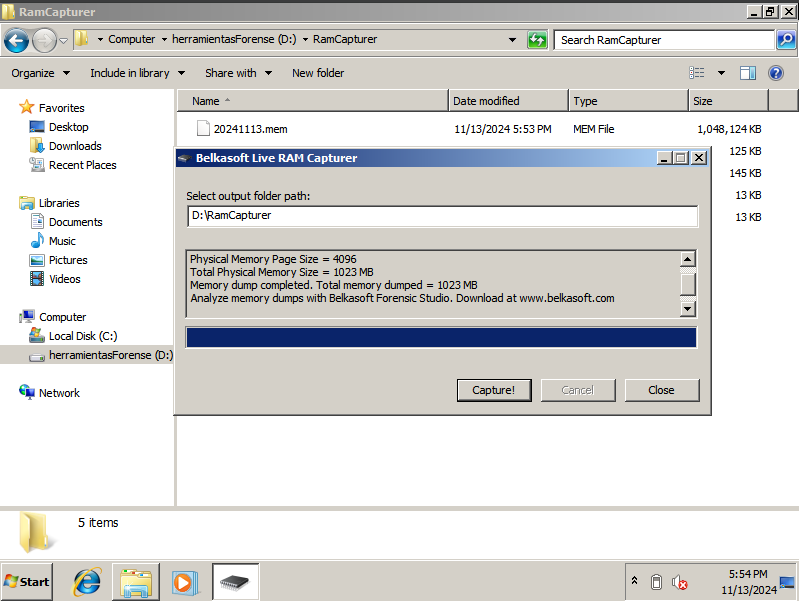 RamCapturer
Computer herramientasForense (D:) RamCapturer
Search RamCapturer
Organize Include in library Share with New folder
Favorites
Desktop
Downloads
Recent Places
Libraries
Documents
Music
Pictures
Videos
Computer
Local Disk (C:)
herramientasForense (D:)
Network
Name Date modified Type Size
20241113.mem 11/13/2024 5:53 PM MEM File 1,048,124 KB
125 KB
145 KB
13 KB
13 KB
Belkasoft Live RAM Capturer
Select output folder path:
D:\RamCapturer
Physical Memory Page Size = 4096
Total Physical Memory Size = 1023 MB
Memory dump completed. Total memory dumped = 1023 MB
Analyze memory dumps with Belkasoft Forensic Studio. Download at www.belkasoft.com
Capture! Cancel Close
5 items
Start
5:54 PM
11/13/2024